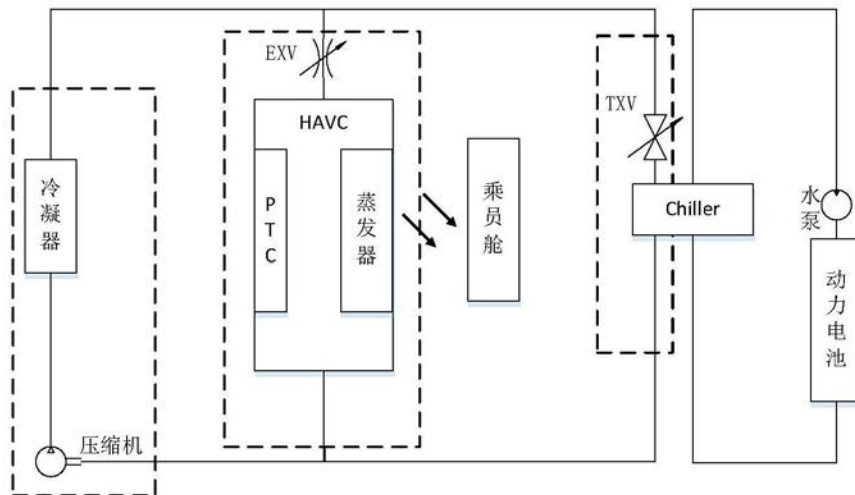 EXV
HAVC
TXV
冷凝器
PTC
蒸发器
乘员舱
Chiller
水泵
动力电池
压缩机